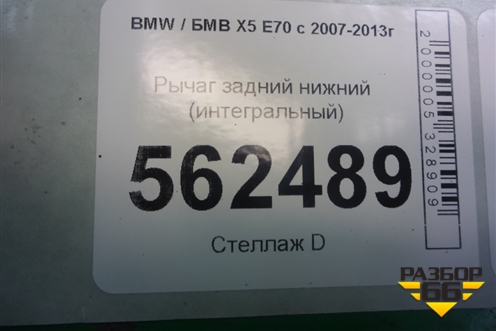 BMW / БМВ X5 E70 с 2007-2013г
Рычаг задний нижний
(интегральный)
562489
Стеллаж D
2000005328909
РАЗБОР
66